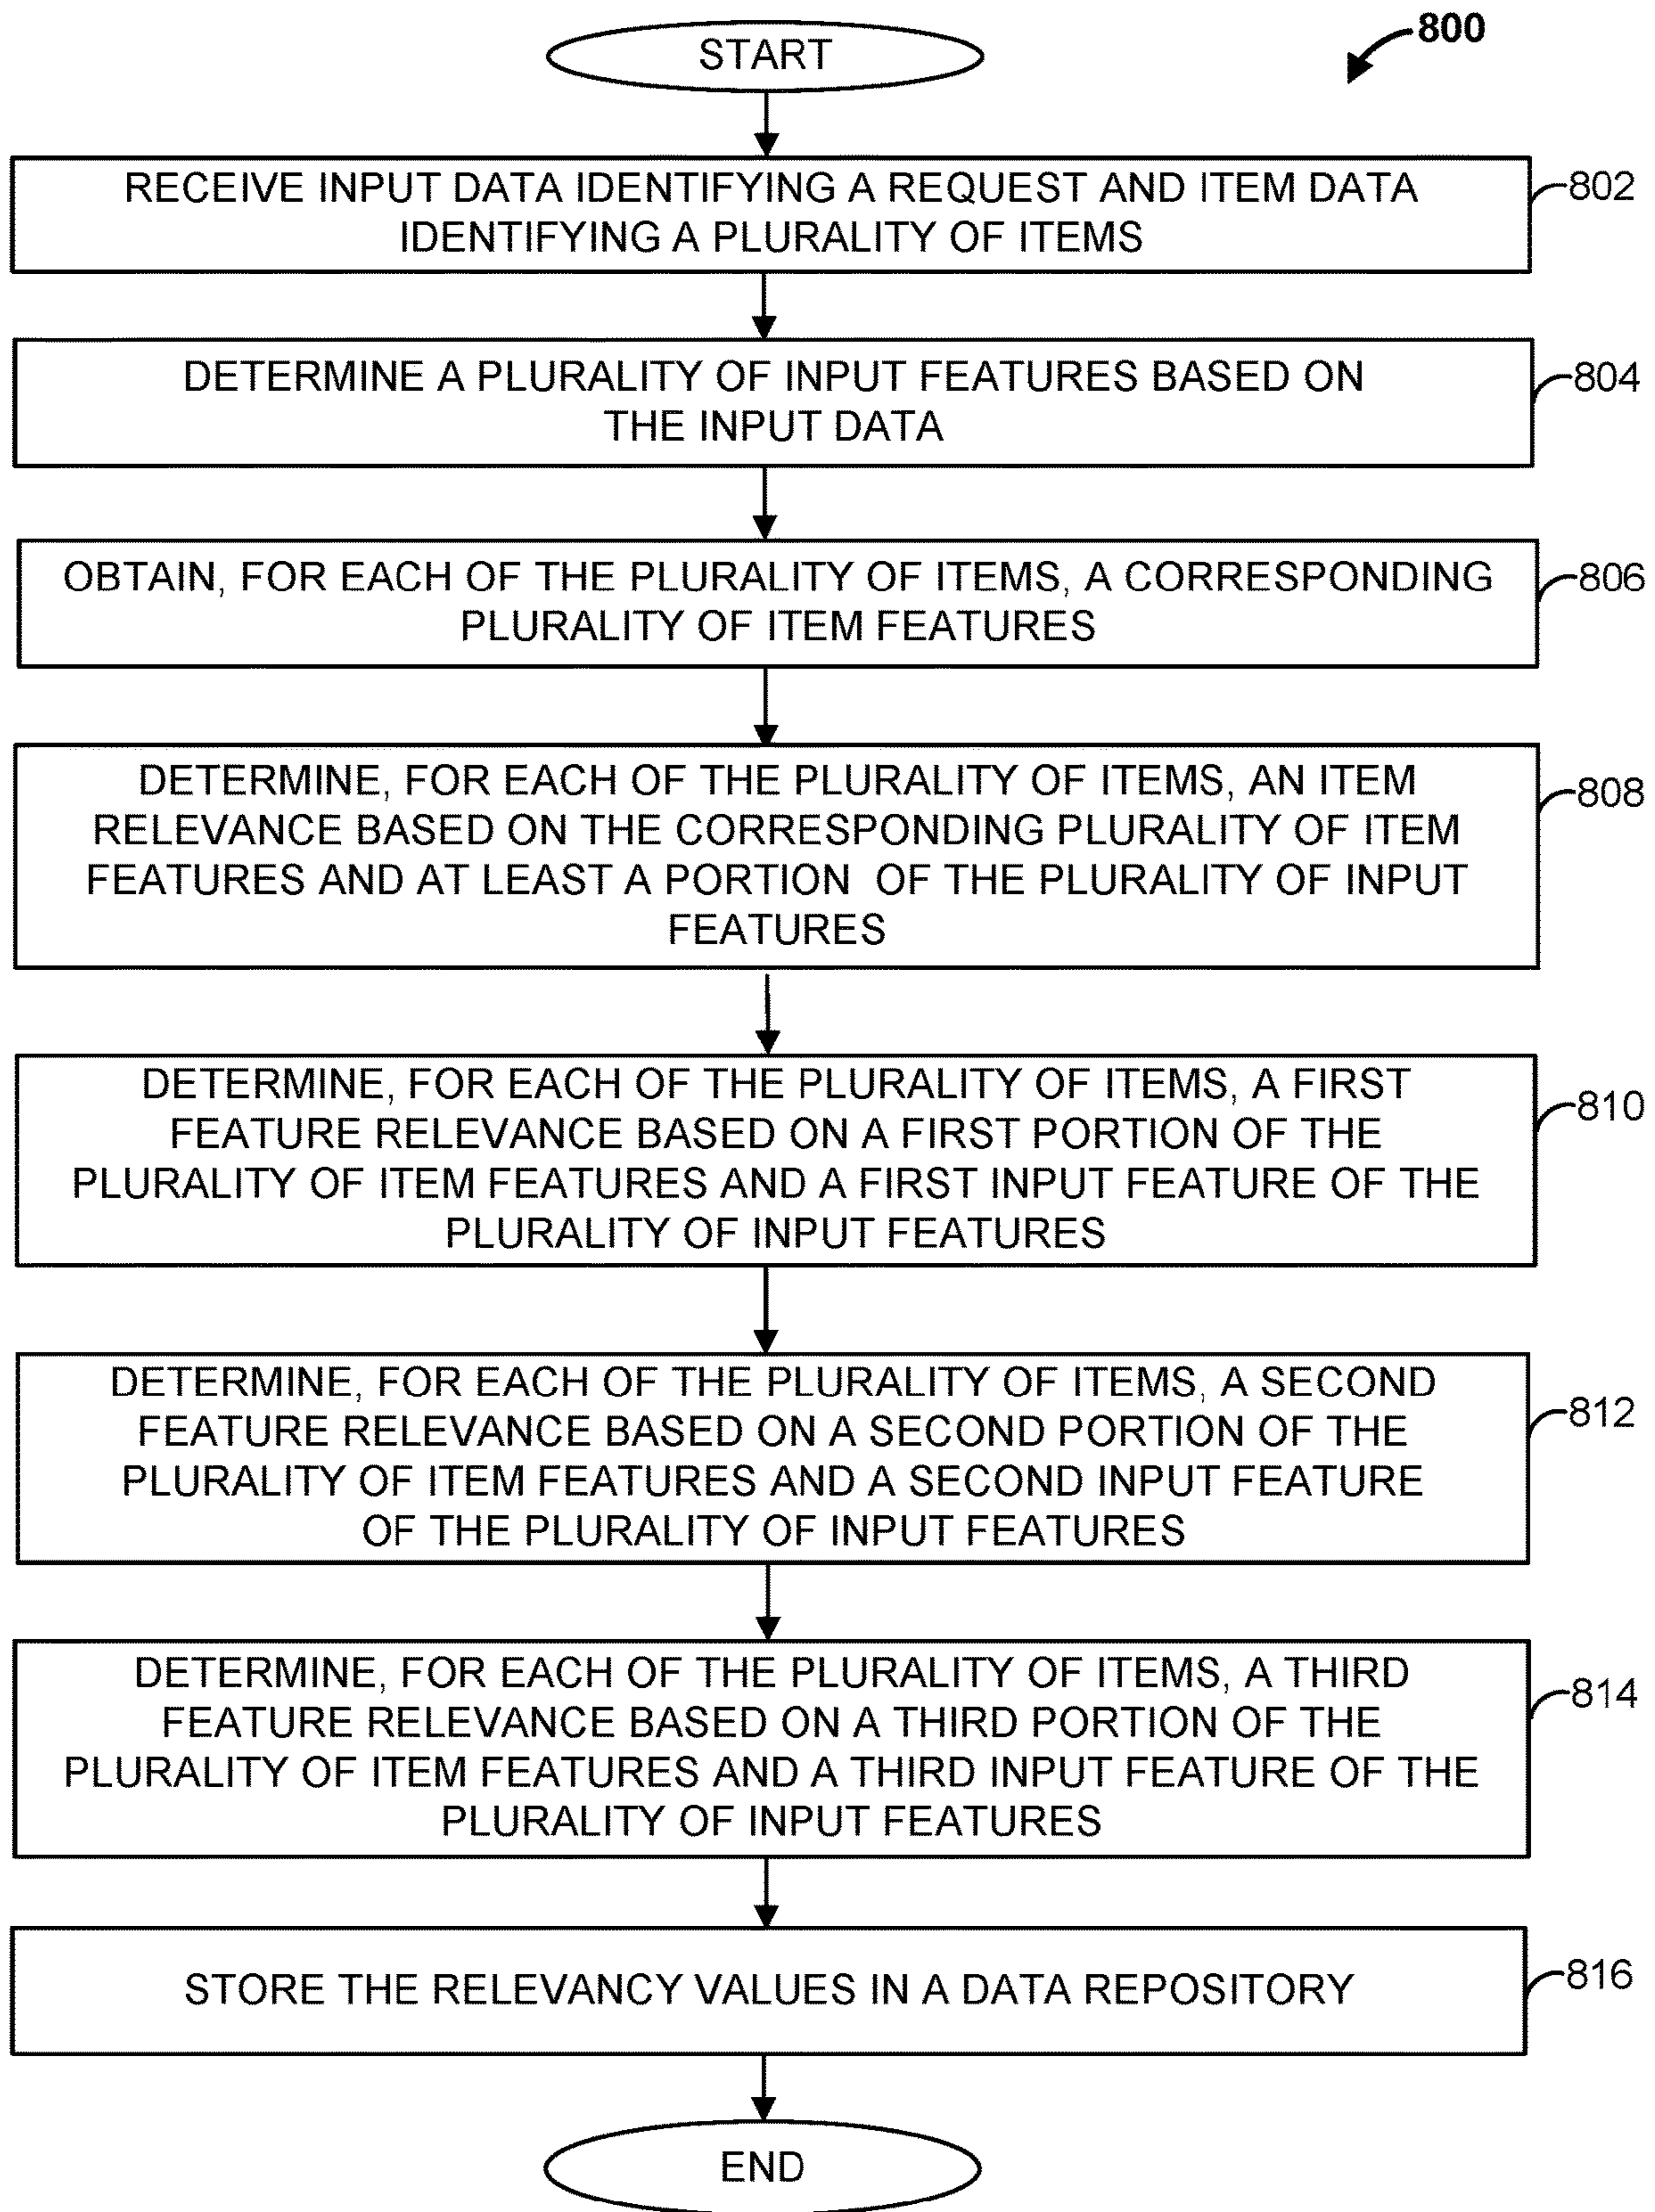 800
START
RECEIVE INPUT DATA IDENTIFYING A REQUEST AND ITEM DATA
IDENTIFYING A PLURALITY OF ITEMS
802
DETERMINE A PLURALITY OF INPUT FEATURES BASED ON
THE INPUT DATA
804
OBTAIN, FOR EACH OF THE PLURALITY OF ITEMS, A CORRESPONDING
PLURALITY OF ITEM FEATURES
806
DETERMINE, FOR EACH OF THE PLURALITY OF ITEMS, AN ITEM
RELEVANCE BASED ON THE CORRESPONDING PLURALITY OF ITEM
FEATURES AND AT LEAST A PORTION OF THE PLURALITY OF INPUT
FEATURES
808
DETERMINE, FOR EACH OF THE PLURALITY OF ITEMS, A FIRST
FEATURE RELEVANCE BASED ON A FIRST PORTION OF THE
PLURALITY OF ITEM FEATURES AND A FIRST INPUT FEATURE OF THE
PLURALITY OF INPUT FEATURES
810
DETERMINE, FOR EACH OF THE PLURALITY OF ITEMS, A SECOND
FEATURE RELEVANCE BASED ON A SECOND PORTION OF THE
PLURALITY OF ITEM FEATURES AND A SECOND INPUT FEATURE
OF THE PLURALITY OF INPUT FEATURES
812
DETERMINE, FOR EACH OF THE PLURALITY OF ITEMS, A THIRD
FEATURE RELEVANCE BASED ON A THIRD PORTION OF THE
PLURALITY OF ITEM FEATURES AND A THIRD INPUT FEATURE OF THE
PLURALITY OF INPUT FEATURES
814
STORE THE RELEVANCY VALUES IN A DATA REPOSITORY
816
END